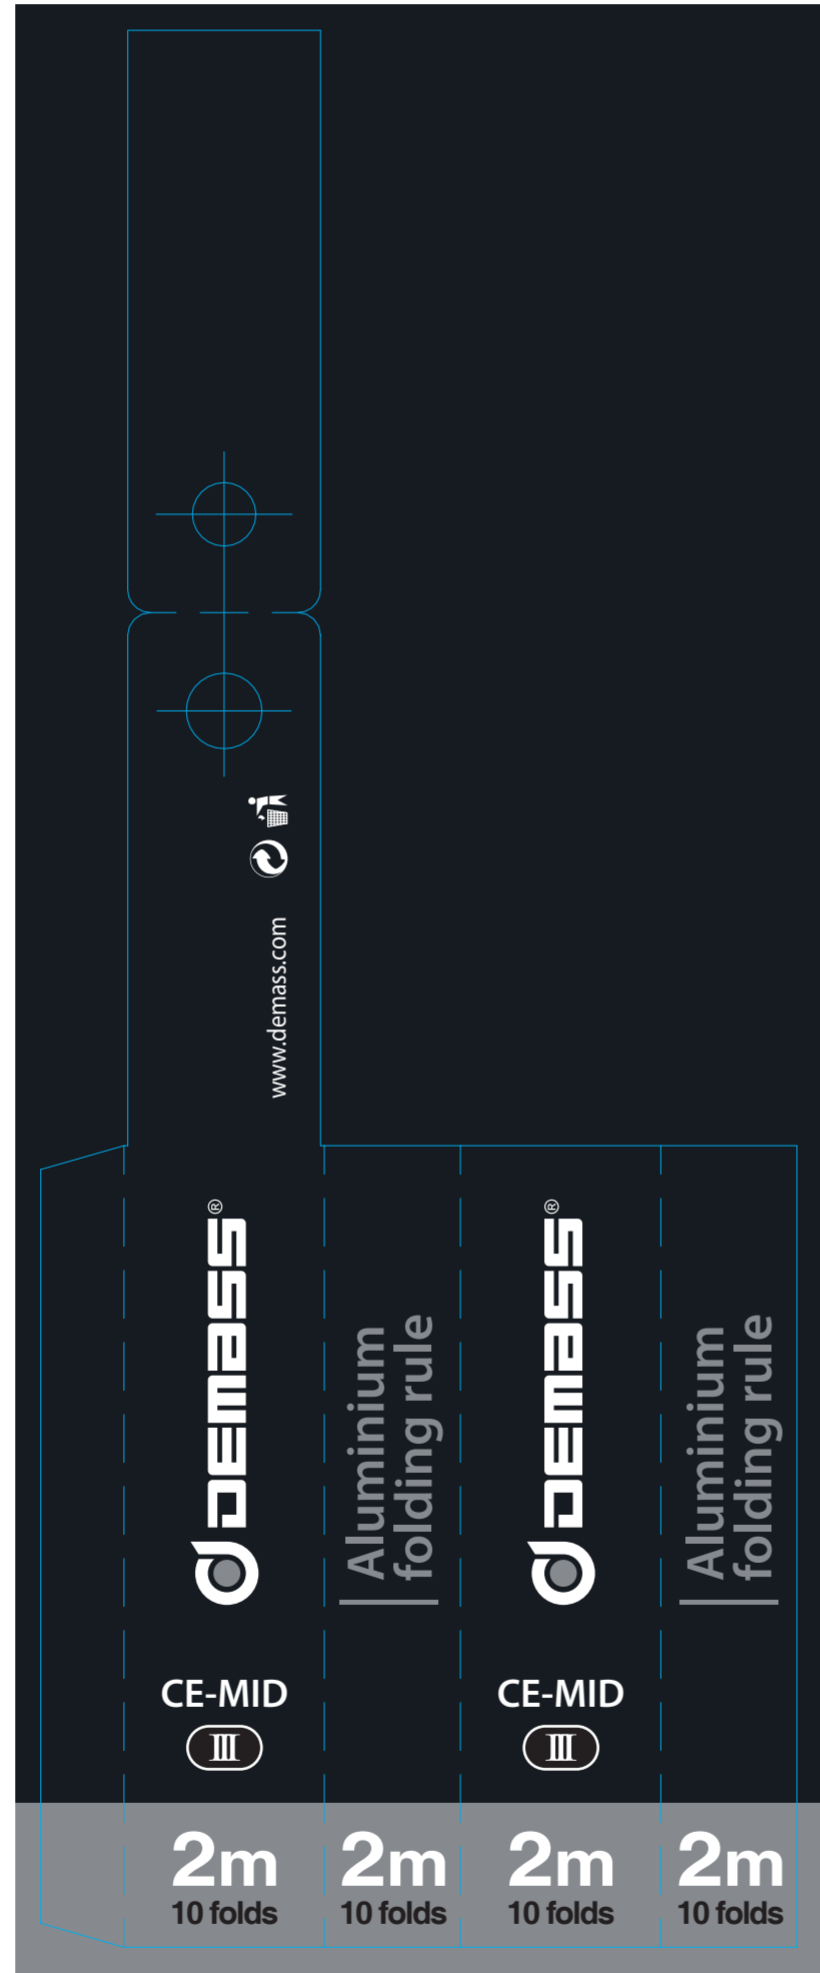 www.demass.com
DEMASS®
CE-MID
III
2m
10 folds
Aluminium
folding rule
2m
10 folds
DEMASS®
CE-MID
III
2m
10 folds
Aluminium
folding rule
2m
10 folds